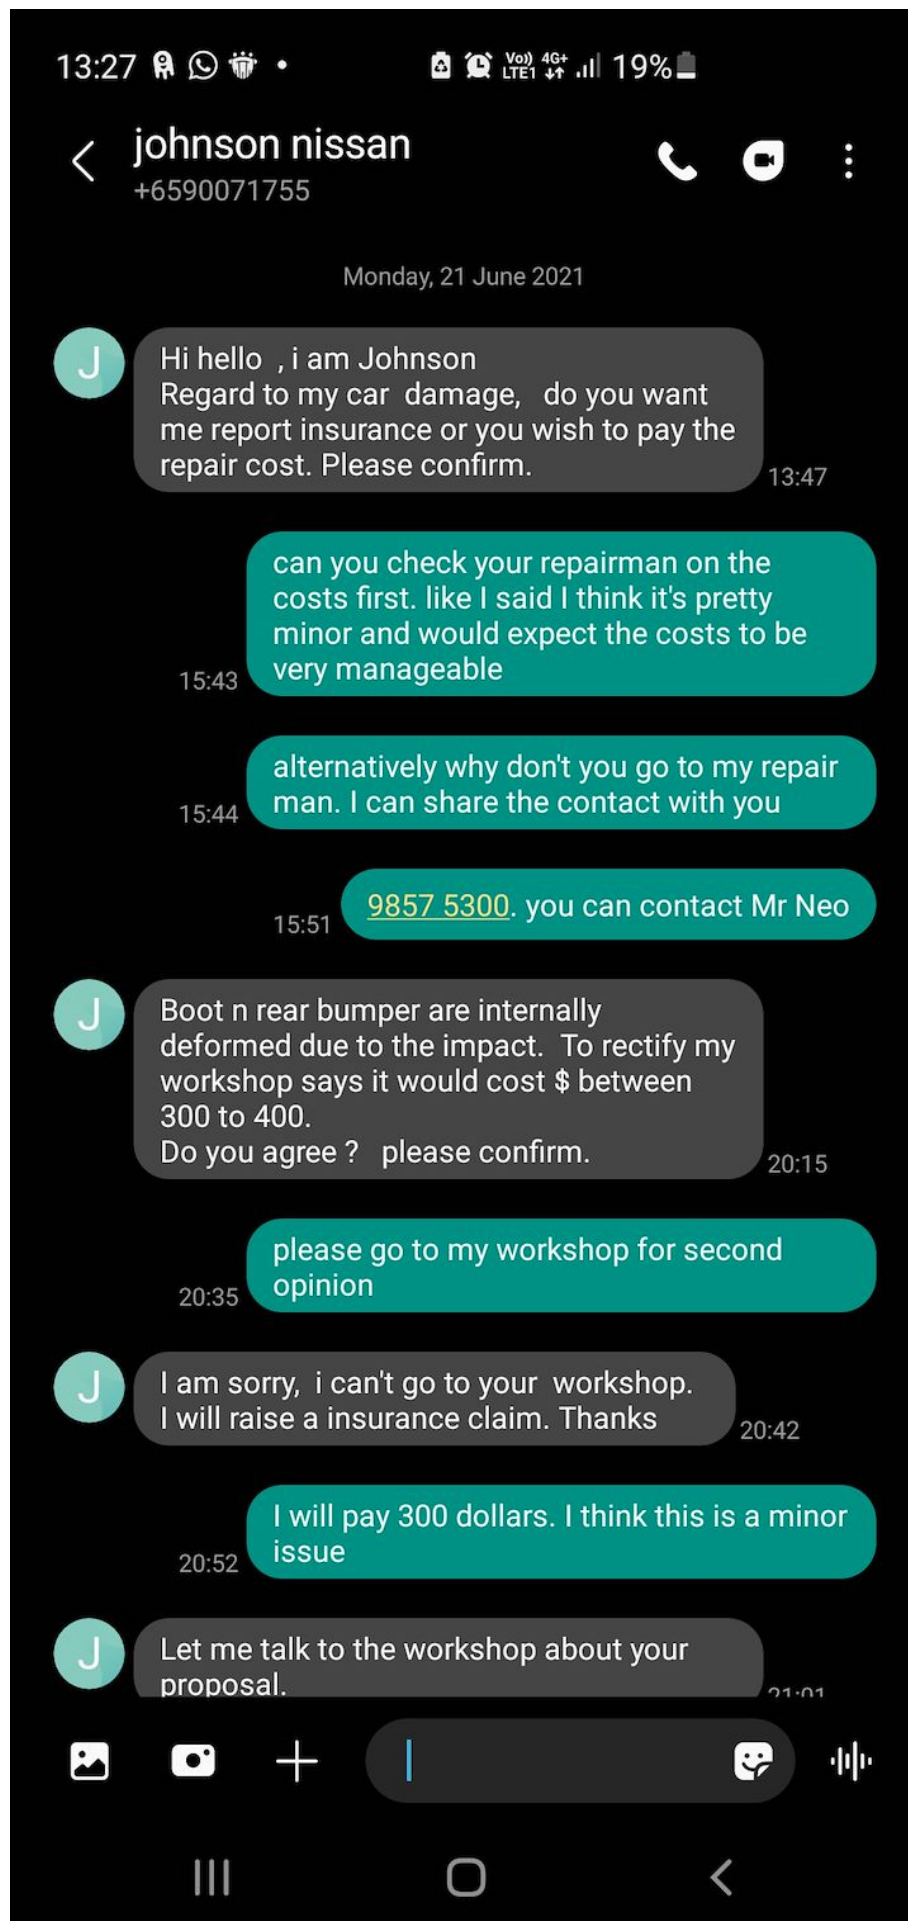 13:27
Vo)) 4G+
LTE1
19%
johnson nissan
+6590071755
Monday, 21 June 2021
J
Hi hello  , i am Johnson
Regard to my car  damage,   do you want
me report insurance or you wish to pay the
repair cost. Please confirm.
13:47
can you check your repairman on the
costs first. like I said I think it's pretty
minor and would expect the costs to be
very manageable
15:43
alternatively why don't you go to my repair
man. I can share the contact with you
15:44
9857 5300. you can contact Mr Neo
15:51
J
Boot n rear bumper are internally
deformed due to the impact.  To rectify my
workshop says it would cost $ between
300 to 400.
Do you agree ?   please confirm.
20:15
please go to my workshop for second
opinion
20:35
J
I am sorry,  i can't go to your  workshop.
I will raise a insurance claim. Thanks
20:42
I will pay 300 dollars. I think this is a minor
issue
20:52
J
Let me talk to the workshop about your
proposal.
21:01